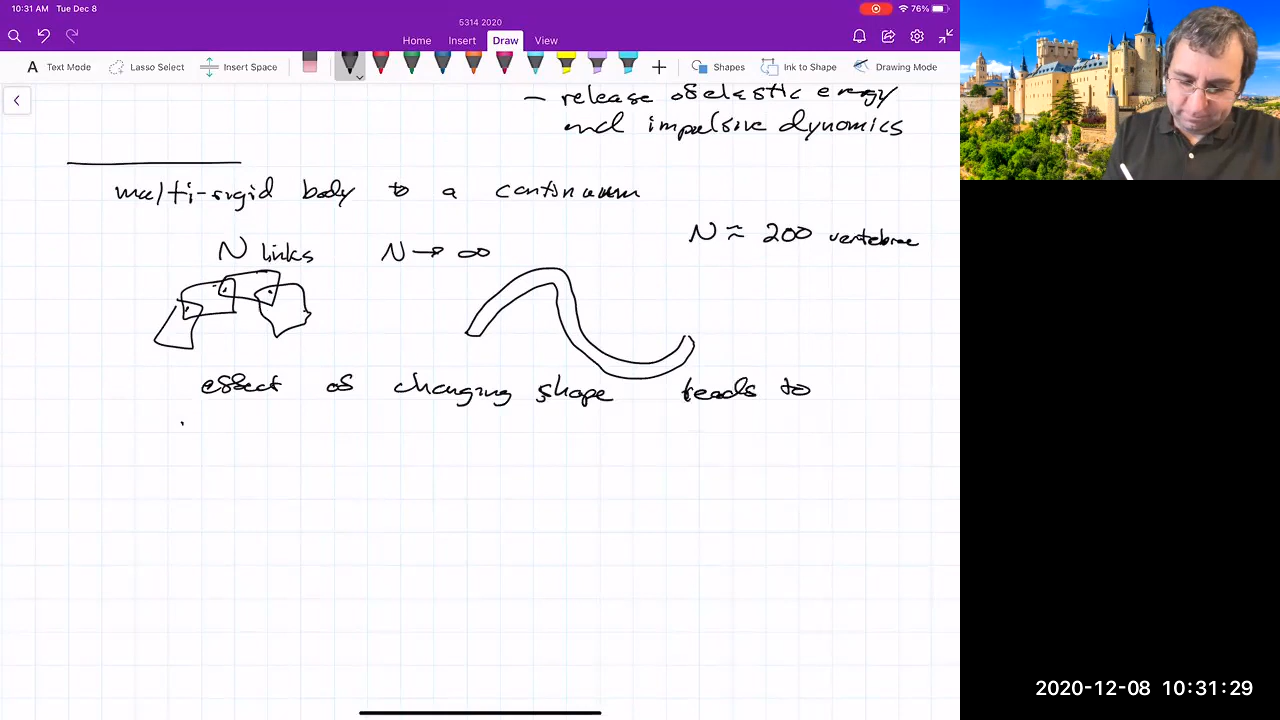 10:31 AM Tue Dec 8
76%
5314 2020
Home Insert Draw View
Text Mode Lasso Select Insert Space Shapes Ink to Shape Drawing Mode
– release of elastic energy
and impulsive dynamics
multi-rigid body to a continuum
N ≈ 200 vertebrae
N links N → ∞
effect of changing shape leads to
2020-12-08 10:31:29